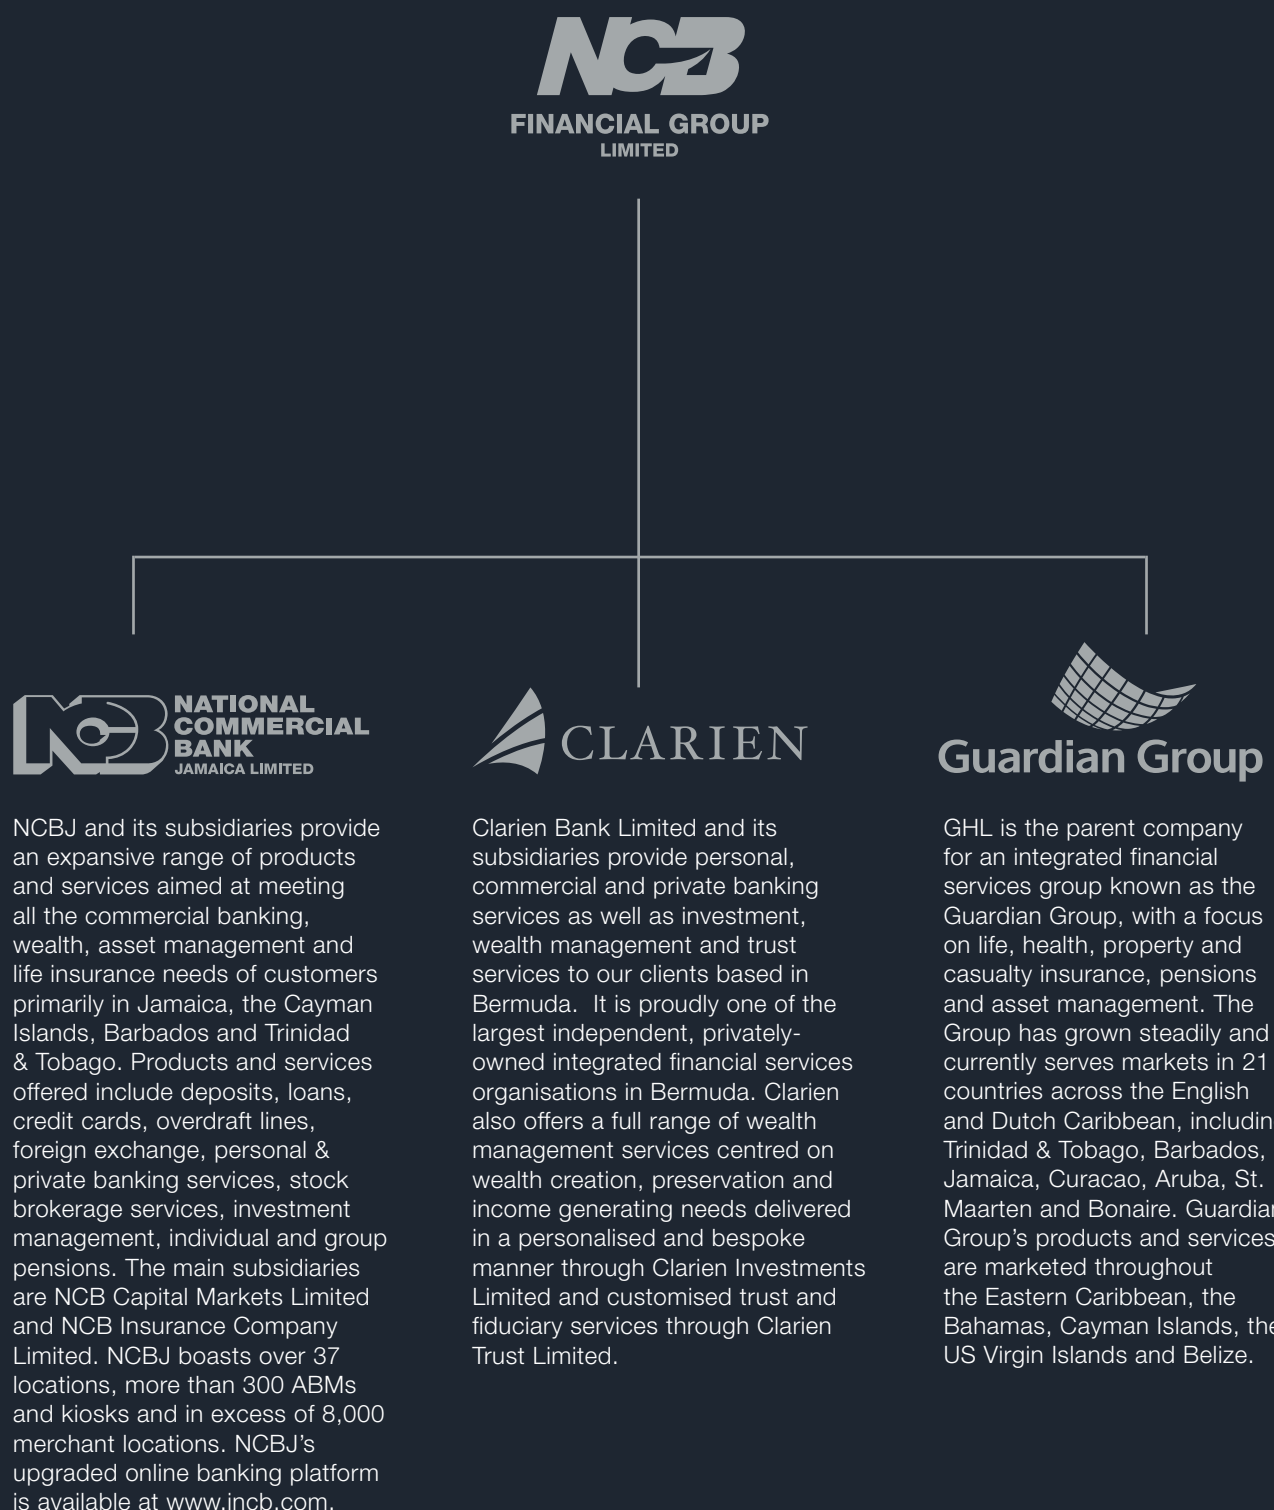 NCB
FINANCIAL GROUP
LIMITED
NCB
NATIONAL
COMMERCIAL
BANK
JAMAICA LIMITED
NCBJ and its subsidiaries provide
an expansive range of products
and services aimed at meeting
all the commercial banking,
wealth, asset management and
life insurance needs of customers
primarily in Jamaica, the Cayman
Islands, Barbados and Trinidad
& Tobago. Products and services
offered include deposits, loans,
credit cards, overdraft lines,
foreign exchange, personal &
private banking services, stock
brokerage services, investment
management, individual and group
pensions. The main subsidiaries
are NCB Capital Markets Limited
and NCB Insurance Company
Limited. NCBJ boasts over 37
locations, more than 300 ABMs
and kiosks and in excess of 8,000
merchant locations. NCBJ’s
upgraded online banking platform
is available at www.jncb.com.
CLARIEN
Clarien Bank Limited and its
subsidiaries provide personal,
commercial and private banking
services as well as investment,
wealth management and trust
services to our clients based in
Bermuda. It is proudly one of the
largest independent, privately-
owned integrated financial services
organisations in Bermuda. Clarien
also offers a full range of wealth
management services centred on
wealth creation, preservation and
income generating needs delivered
in a personalised and bespoke
manner through Clarien Investments
Limited and customised trust and
fiduciary services through Clarien
Trust Limited.
Guardian Group
GHL is the parent company
for an integrated financial
services group known as the
Guardian Group, with a focus
on life, health, property and
casualty insurance, pensions
and asset management. The
Group has grown steadily and
currently serves markets in 21
countries across the English
and Dutch Caribbean, includin
Trinidad & Tobago, Barbados,
Jamaica, Curacao, Aruba, St.
Maarten and Bonaire. Guardian
Group’s products and services
are marketed throughout
the Eastern Caribbean, the
Bahamas, Cayman Islands, the
US Virgin Islands and Belize.